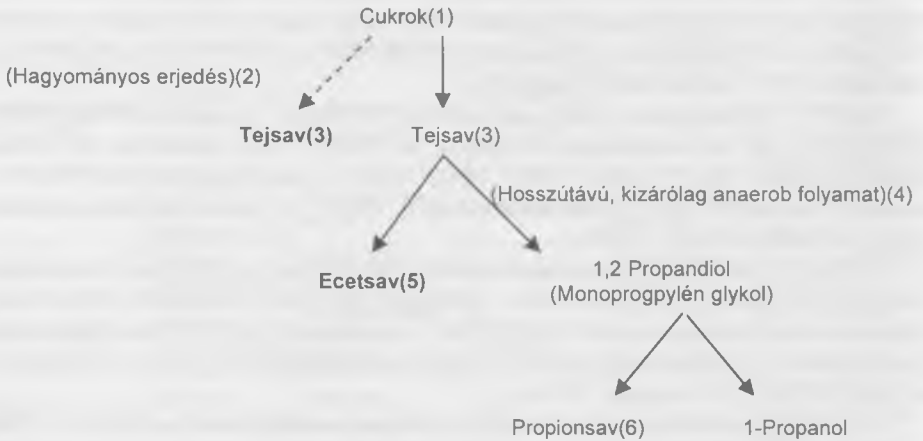 Cukrok(1)
(Hagyományos erjedés)(2)
Tejsav(3) Tejsav(3)
(Hosszútávú, kizárólag anaerob folyamat)(4)
Ecetsav(5)
1,2 Propandiol
(Monoprogpylén glykol)
Propionsav(6) 1-Propanol